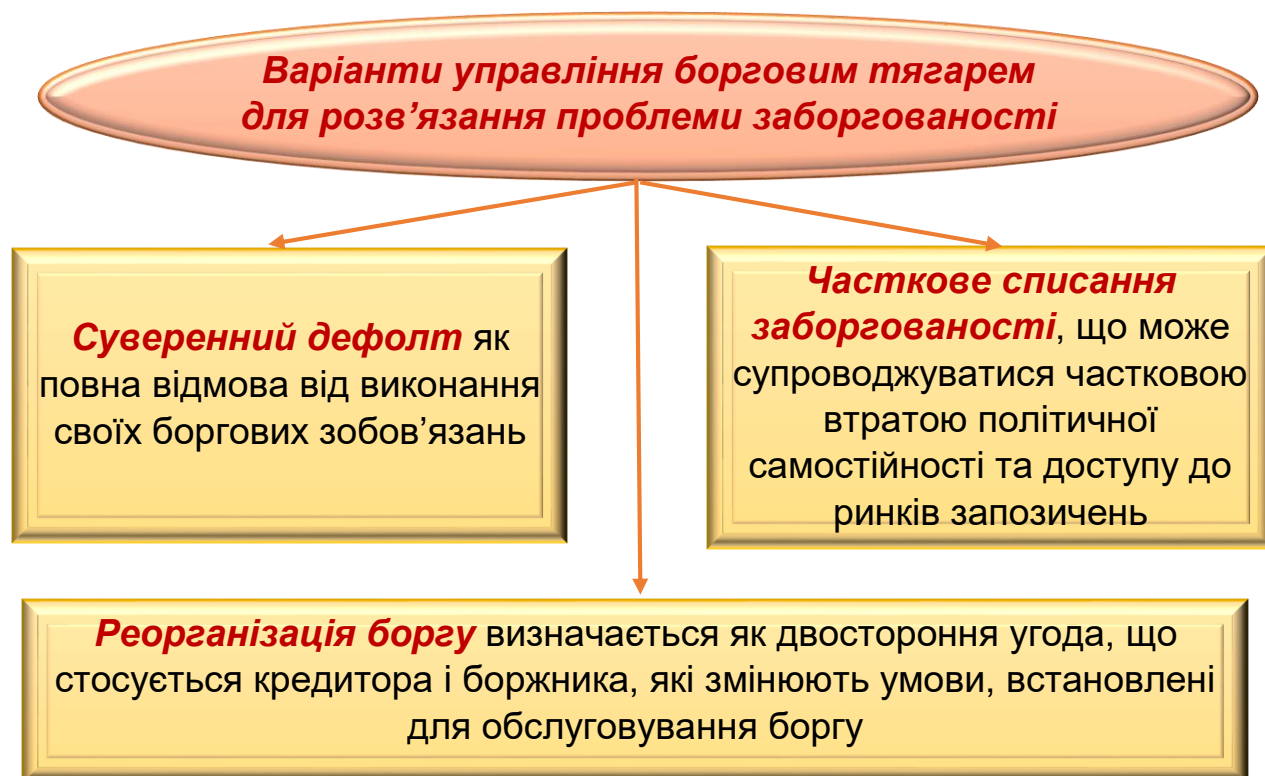 Варіанти управління борговим тягарем
для розв’язання проблеми заборгованості
Суверенний дефолт як
повна відмова від виконання
своїх боргових зобов’язань
Часткове списання
заборгованості, що може
супроводжуватися частковою
втратою політичної
самостійності та доступу до
ринків запозичень
Реорганізація боргу визначається як двостороння угода, що
стосується кредитора і боржника, які змінюють умови, встановлені
для обслуговування боргу